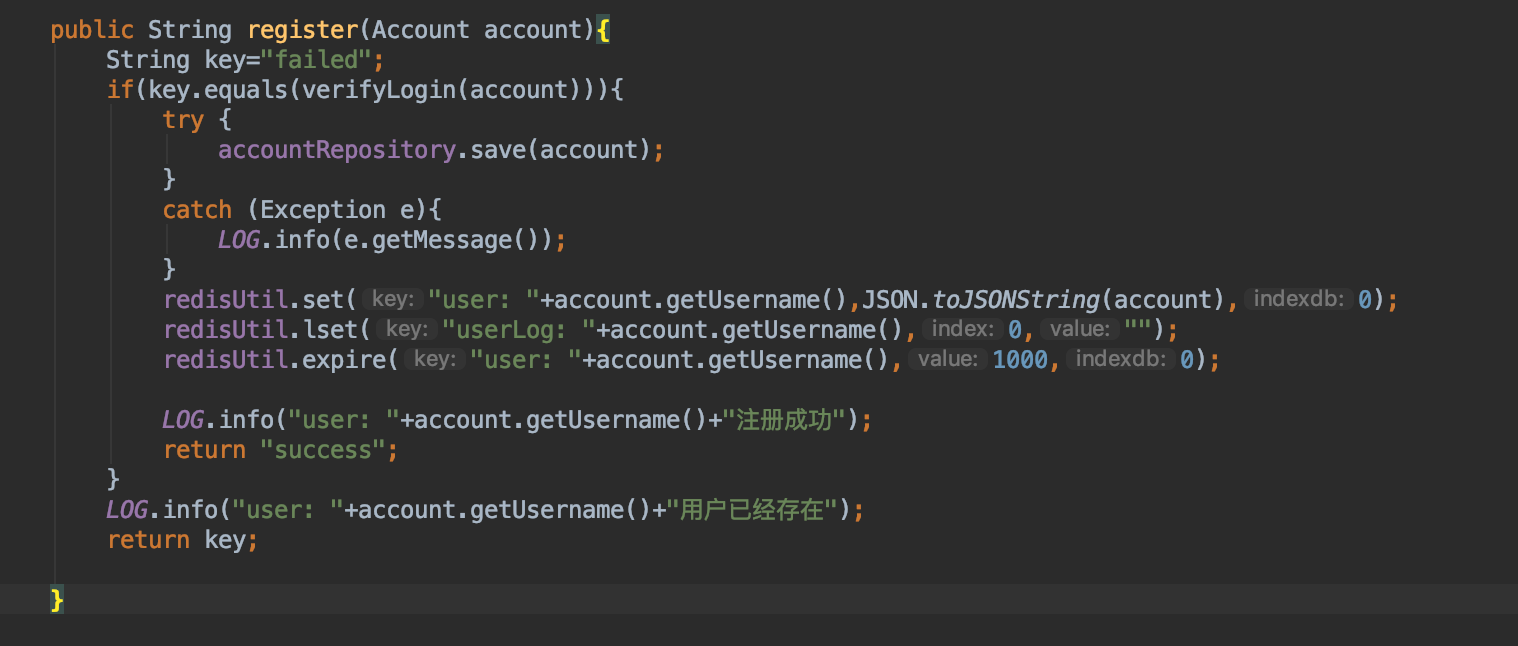 public String register(Account account){
String key="failed";
if(key.equals(verifyLogin(account))){
try {
accountRepository.save(account);
}
catch (Exception e){
LOG.info(e.getMessage());
}
redisUtil.set( key: "user: "+account.getUsername(),JSON.toJSONString(account), indexdb: 0);
redisUtil.lset( key: "userLog: "+account.getUsername(), index: 0, value: "");
redisUtil.expire( key: "user: "+account.getUsername(), value: 1000, indexdb: 0);
LOG.info("user: "+account.getUsername()+"注册成功");
return "success";
}
LOG.info("user: "+account.getUsername()+"用户已经存在");
return key;
}